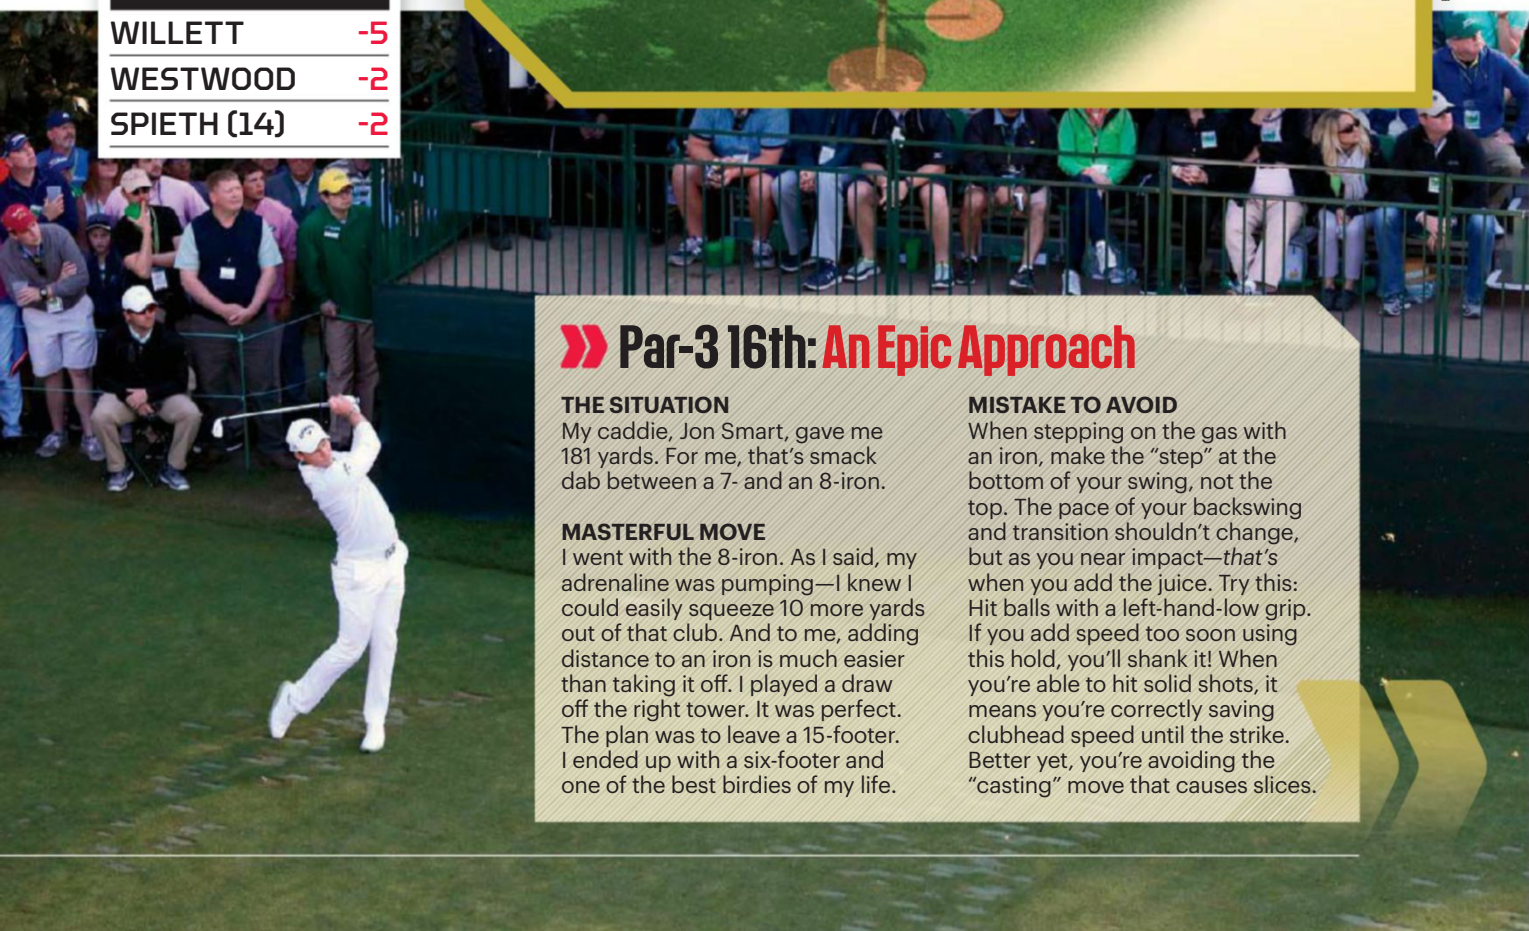 WILLETT -5
WESTWOOD -2
SPIETH (14) -2
Par-3 16th: An Epic Approach
THE SITUATION
My caddie, Jon Smart, gave me
181 yards. For me, that’s smack
dab between a 7- and an 8-iron.
MASTERFUL MOVE
I went with the 8-iron. As I said, my
adrenaline was pumping—I knew I
could easily squeeze 10 more yards
out of that club. And to me, adding
distance to an iron is much easier
than taking it off. I played a draw
off the right tower. It was perfect.
The plan was to leave a 15-footer.
I ended up with a six-footer and
one of the best birdies of my life.
MISTAKE TO AVOID
When stepping on the gas with
an iron, make the “step” at the
bottom of your swing, not the
top. The pace of your backswing
and transition shouldn’t change,
but as you near impact—that’s
when you add the juice. Try this:
Hit balls with a left-hand-low grip.
If you add speed too soon using
this hold, you’ll shank it! When
you’re able to hit solid shots, it
means you’re correctly saving
clubhead speed until the strike.
Better yet, you’re avoiding the
“casting” move that causes slices.